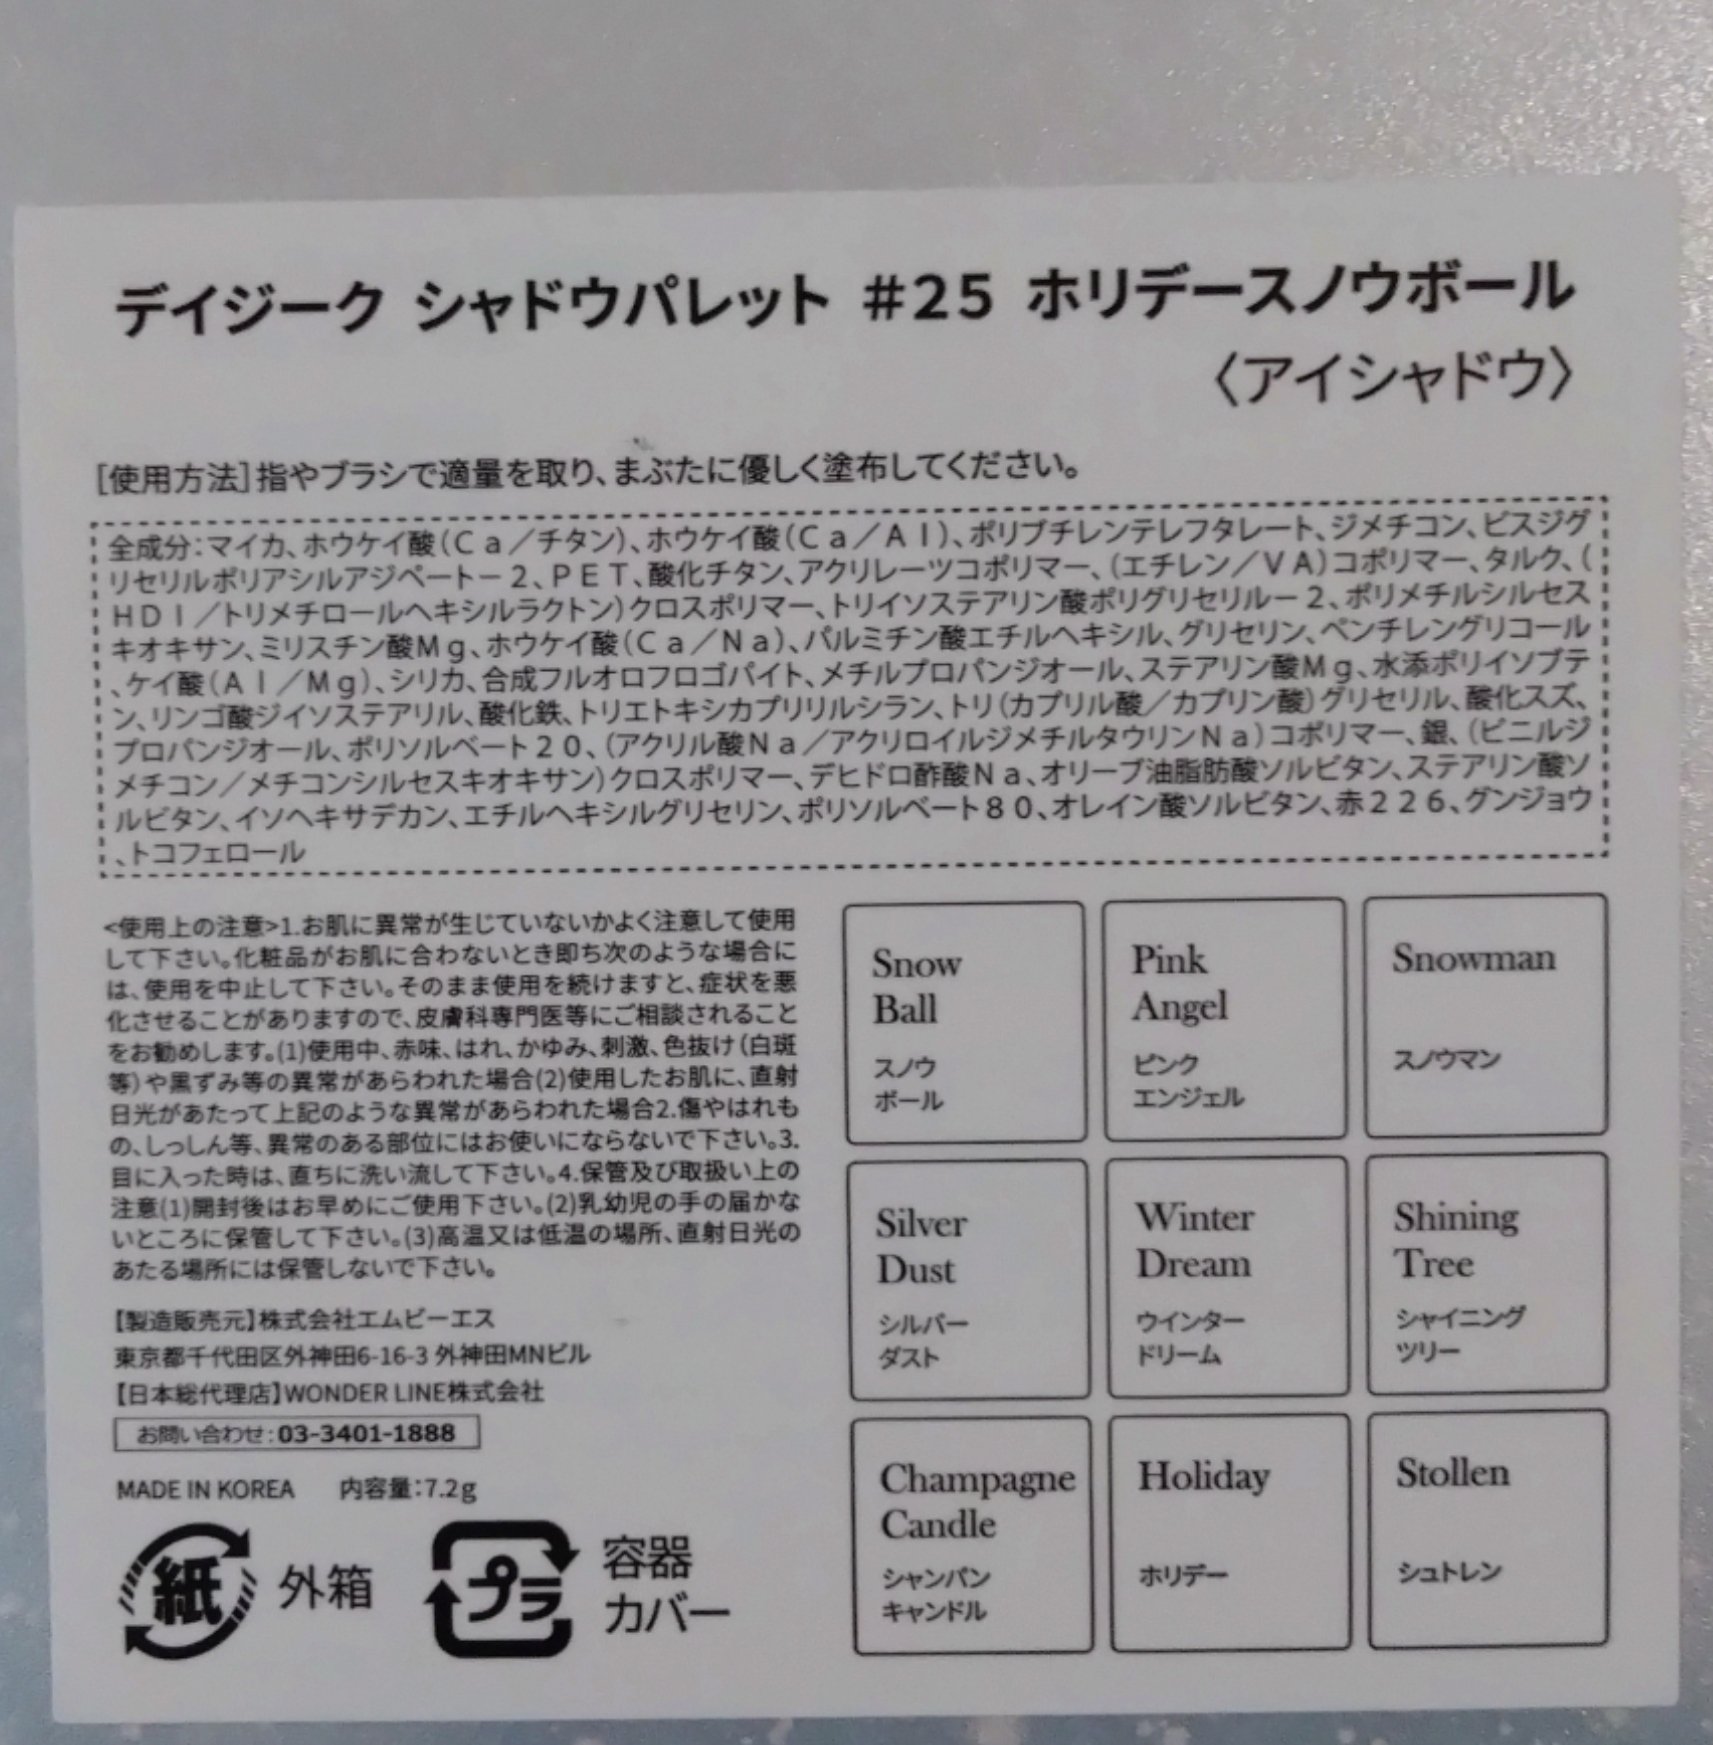 デイジーク シャドウパレット #25 ホリデースノウボール
〈アイシャドウ〉
[使用方法]指やブラシで適量を取り、まぶたに優しく塗布してください。
全成分：マイカ、ホウケイ酸（Ｃａ／チタン）、ホウケイ酸（Ｃａ／Ａｌ）、ポリブチレンテレフタレート、ジメチコン、ビスジグ
リセリルポリアシルアジペート－２、ＰＥＴ、酸化チタン、アクリレーツコポリマー、（エチレン／ＶＡ）コポリマー、タルク、（
ＨＤＩ／トリメチロールヘキシルラクトン）クロスポリマー、トリイソステアリン酸ポリグリセリル－２、ポリメチルシルセス
キオキサン、ミリスチン酸Ｍｇ、ホウケイ酸（Ｃａ／Ｎａ）、パルミチン酸エチルヘキシル、グリセリン、ペンチレングリコール
、ケイ酸（Ａｌ／Ｍｇ）、シリカ、合成フルオロフロゴパイト、メチルプロパンジオール、ステアリン酸Ｍｇ、水添ポリイソブテ
ン、リンゴ酸ジイソステアリル、酸化鉄、トリエトキシカプリリルシラン、トリ（カプリル酸／カプリン酸）グリセリル、酸化スズ、
プロパンジオール、ポリソルベート２０、（アクリル酸Ｎａ／アクリロイルジメチルタウリンＮａ）コポリマー、銀、（ビニルジ
メチコン／メチコンシルセスキオキサン）クロスポリマー、デヒドロ酢酸Ｎａ、オリーブ油脂肪酸ソルビタン、ステアリン酸ソ
ルビタン、イソヘキサデカン、エチルヘキシルグリセリン、ポリソルベート８０、オレイン酸ソルビタン、赤２２６、グンジョウ
、トコフェロール
<使用上の注意>1.お肌に異常が生じていないかよく注意して使用
して下さい。化粧品がお肌に合わないとき即ち次のような場合に
は、使用を中止して下さい。そのまま使用を続けますと、症状を悪
化させることがありますので、皮膚科専門医等にご相談されること
をお勧めします。(1)使用中、赤味、はれ、かゆみ、刺激、色抜け（白斑
等）や黒ずみ等の異常があらわれた場合(2)使用したお肌に、直射
日光があたって上記のような異常があらわれた場合2.傷やはれも
の、しっしん等、異常のある部位にはお使いにならないで下さい。3.
目に入った時は、直ちに洗い流して下さい。4.保管及び取扱い上の
注意(1)開封後はお早めにご使用下さい。(2)乳幼児の手の届かな
いところに保管して下さい。(3)高温又は低温の場所、直射日光の
あたる場所には保管しないで下さい。
【製造販売元】株式会社エムビーエス
東京都千代田区外神田6-16-3 外神田MNビル
【日本総代理店】WONDER LINE株式会社
お問い合わせ：03-3401-1888
MADE IN KOREA 内容量：7.2g
紙 外箱
プラ 容器
カバー
Snow
Ball
スノウ
ボール
Pink
Angel
ピンク
エンジェル
Snowman
スノウマン
Silver
Dust
シルバー
ダスト
Winter
Dream
ウインター
ドリーム
Shining
Tree
シャイニング
ツリー
Champagne
Candle
シャンパン
キャンドル
Holiday
ホリデー
Stollen
シュトレン